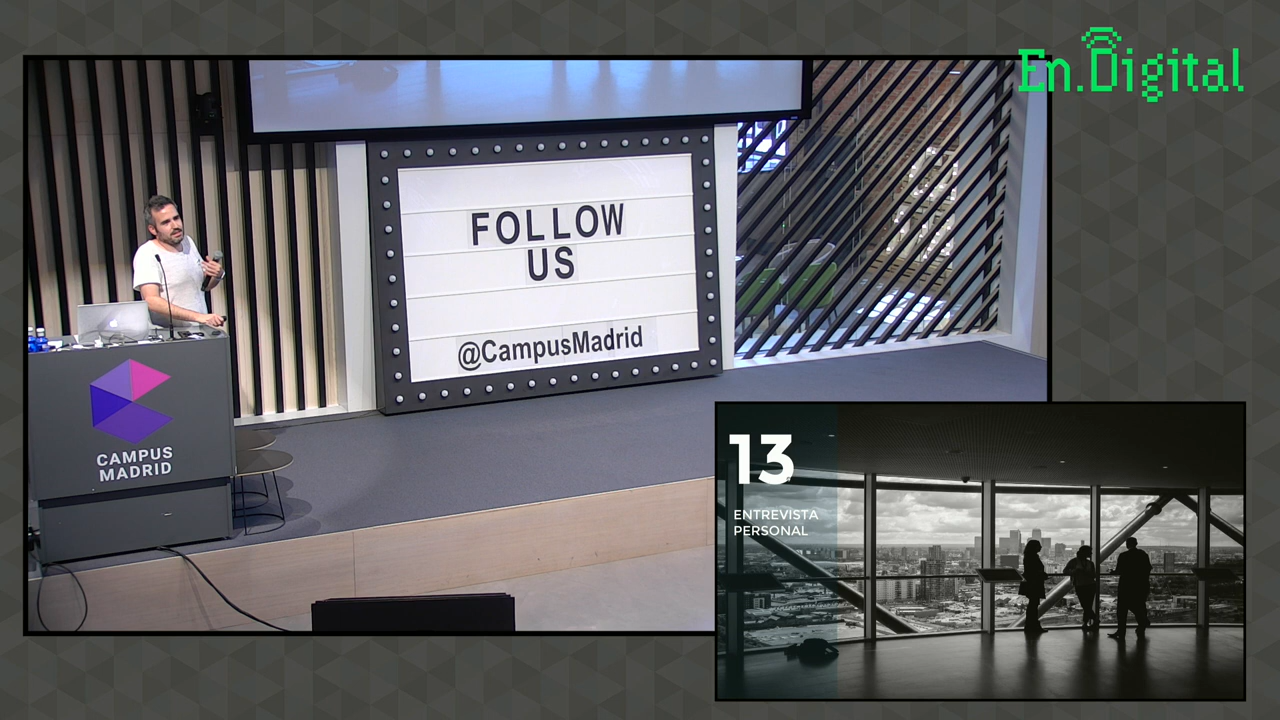 En.Digital
FOLLOW
US
@CampusMadrid
CAMPUS
MADRID
13
ENTREVISTA
PERSONAL